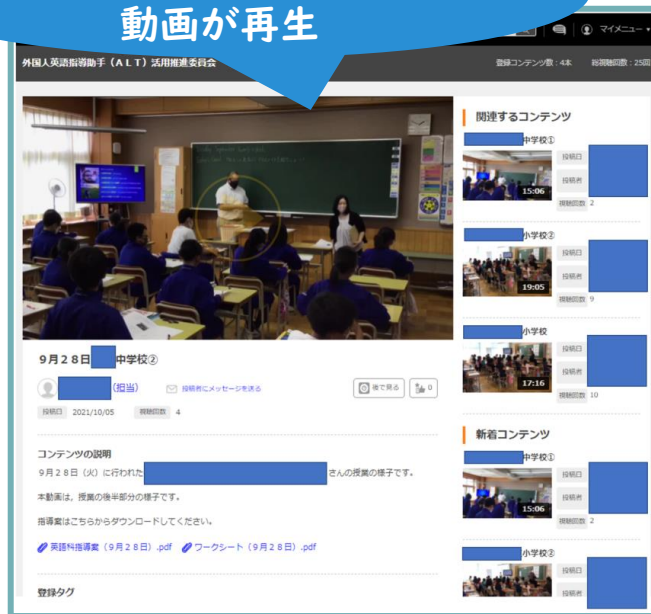 動画が再生
マイメニュー
外国人英語指導助手（ALT）活用推進委員会
登録コンテンツ数：4本 総視聴回数：25回
関連するコンテンツ
中学校①
投稿日
投稿者
15:06
視聴回数 2
小学校②
投稿日
投稿者
19:05
視聴回数 9
小学校
投稿日
投稿者
17:16
視聴回数 10
9月28日 中学校②
(担当) 投稿者にメッセージを送る 後で見る 0
投稿日 2021/10/05 視聴回数 4
コンテンツの説明
9月28日（火）に行われた さんの授業の様子です。
本動画は，授業の後半部分の様子です。
指導案はこちらからダウンロードしてください。
英語科指導案（9月28日）.pdf ワークシート（9月28日）.pdf
登録タグ
新着コンテンツ
中学校①
投稿日
投稿者
15:06
視聴回数 2
小学校②
投稿日
投稿者